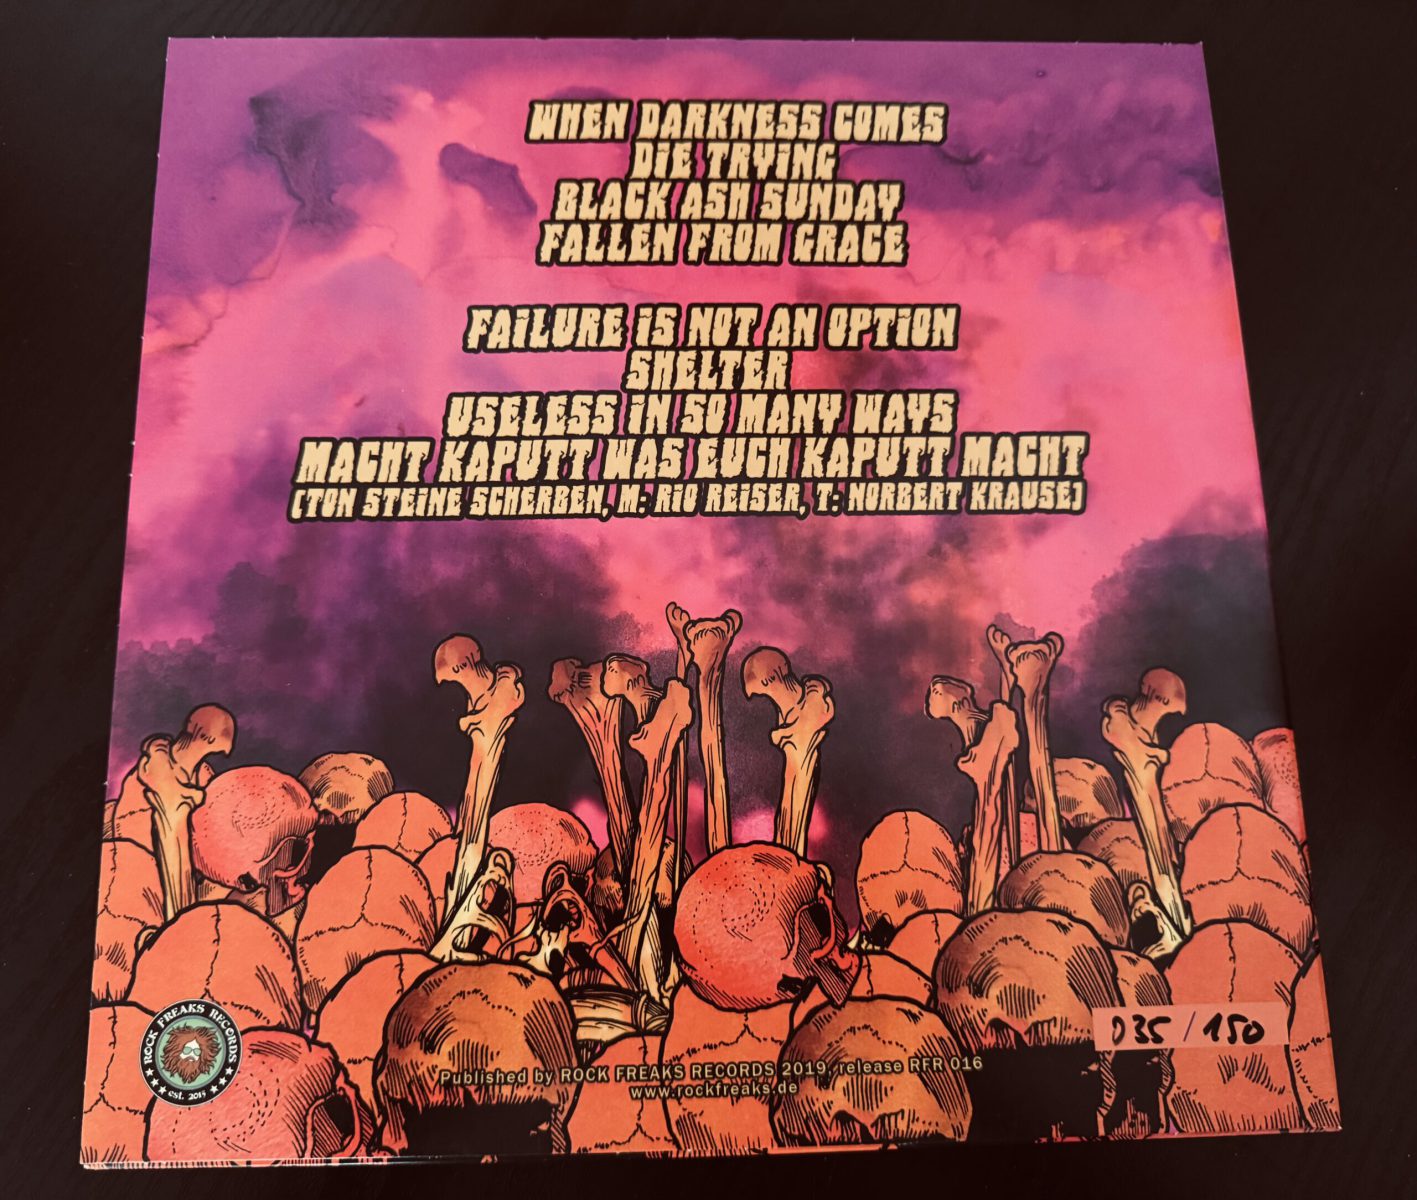 WHEN DARKNESS COMES
DiE TRYiNG
BLACK ASH SUNDAY
FALLEN FROM GRACE
FAiLURE iS NOT AN OPTiON
SHELTER
USELESS iN SO MANY WAYS
MACHT KAPUTT WAS EUCH KAPUTT MACHT
(TON STEiNE SCHERBEN, M: RiO REiSER, T: NORBERT KRAUSE)
035 / 150
ROCK FREAKS RECORDS
est. 2015
Published by ROCK FREAKS RECORDS 2019, release RFR 016
www.rockfreaks.de